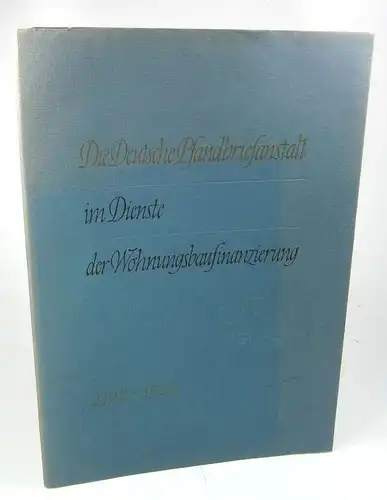 Die Deutsche Pfandbriefanstalt
im Dienste
der Wohnungsbaufinanzierung